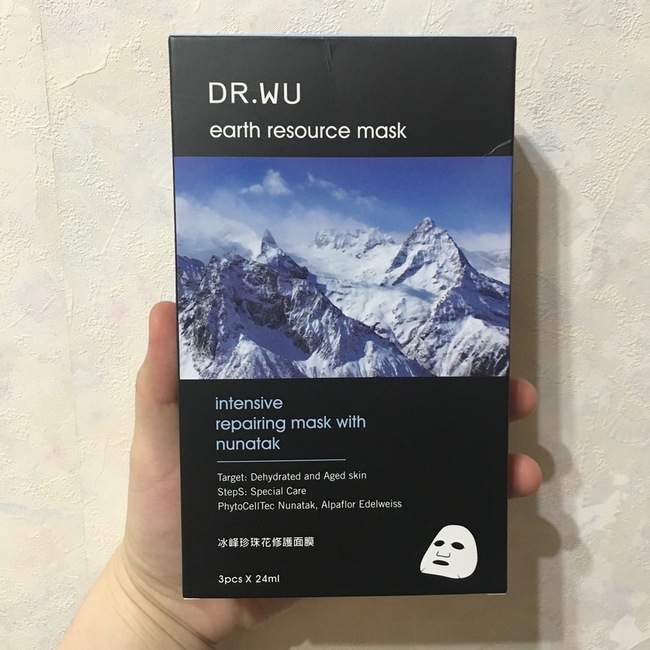 DR.WU
earth resource mask
intensive
repairing mask with
nunatak
Target: Dehydrated and Aged skin
StepS: Special Care
PhytoCellTec Nunatak, Alpaflor Edelweiss
冰峰珍珠花修護面膜
3pcs X 24ml